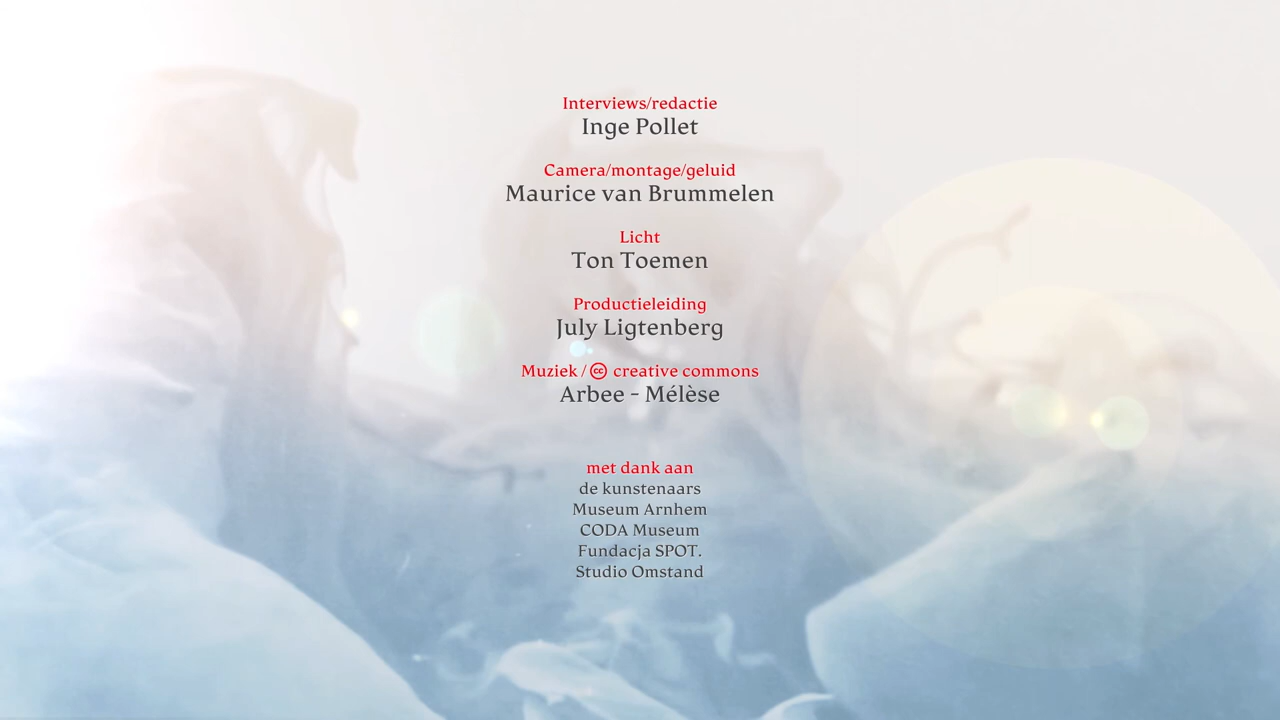 Interviews/redactie
Inge Pollet
Camera/montage/geluid
Maurice van Brummelen
Licht
Ton Toemen
Productieleiding
July Ligtenberg
Muziek / cc creative commons
Arbee - Mélèse
met dank aan
de kunstenaars
Museum Arnhem
CODA Museum
Fundacja SPOT.
Studio Omstand